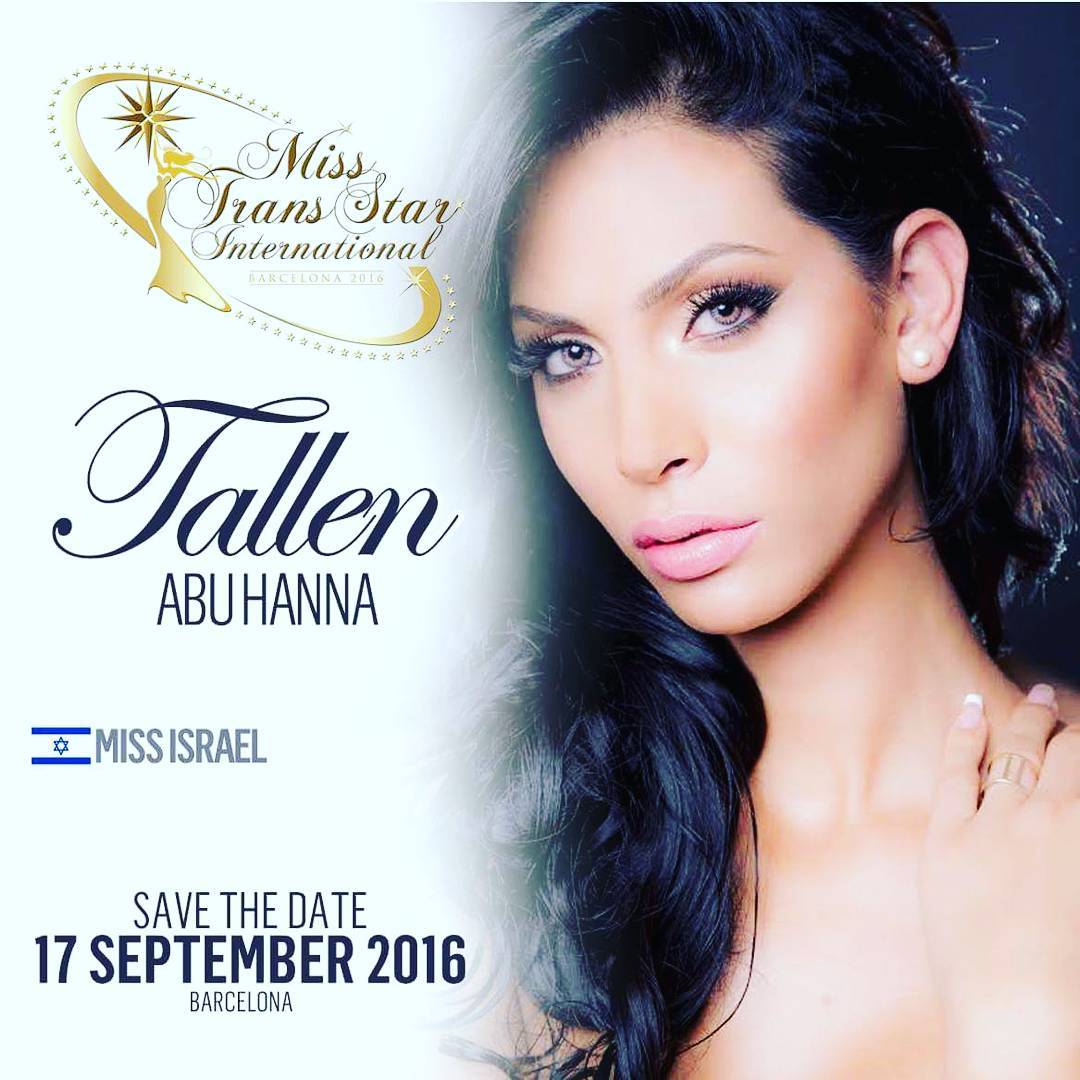 Miss
Trans Star
International
BARCELONA 2016
Tallen
ABU HANNA
MISS ISRAEL
SAVE THE DATE
17 SEPTEMBER 2016
BARCELONA